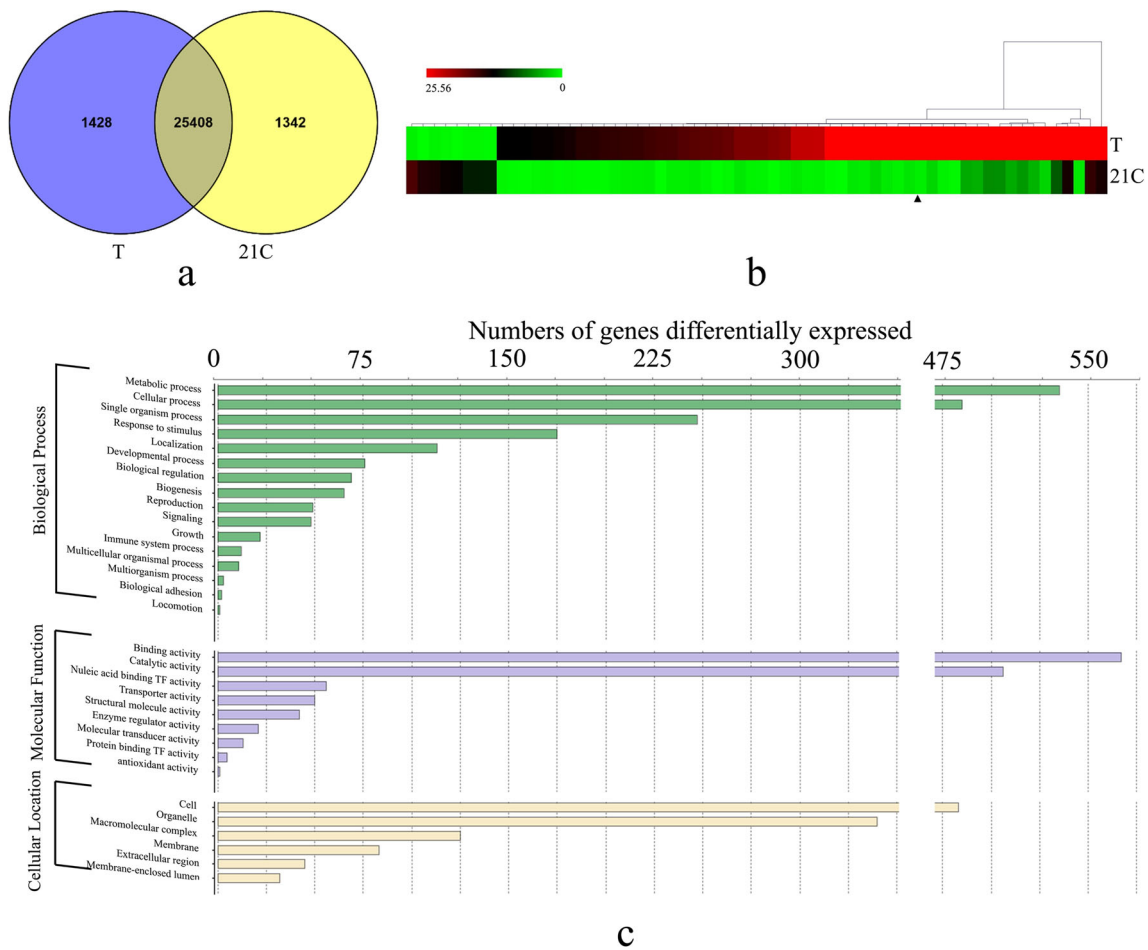 1428
25408
1342
T
21C
a
25.56
0
T
21C
b
Numbers of genes differentially expressed
0 75 150 225 300 475 550
Biological Process
Metabolic process
Cellular process
Single organism process
Response to stimulus
Localization
Developmental process
Biological regulation
Biogenesis
Reproduction
Signaling
Growth
Immune system process
Multicellular organismal process
Multiorganism process
Biological adhesion
Locomotion
Molecular Function
Binding activity
Catalytic activity
Nuleic acid binding TF activity
Transporter activity
Structural molecule activity
Enzyme regulator activity
Molecular transducer activity
Protein binding TF activity
antioxidant activity
Cellular Location
Cell
Organelle
Macromolecular complex
Membrane
Extracellular region
Membrane-enclosed lumen
c